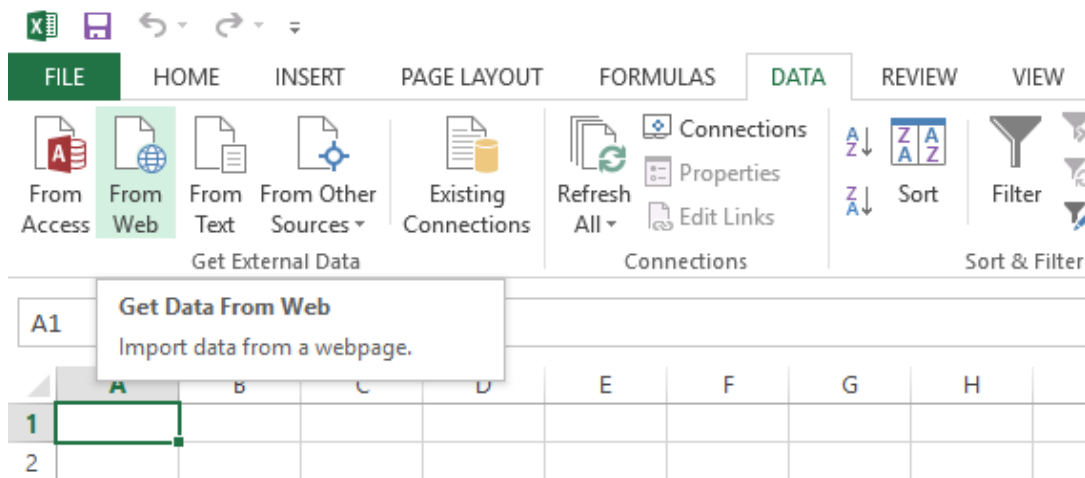 FILE HOME INSERT PAGE LAYOUT FORMULAS DATA REVIEW VIEW
From Access
From Web
From Text
From Other Sources
Existing Connections
Refresh All
Connections
Properties
Edit Links
Sort
Filter
Get External Data
Connections
Sort & Filter
A1
Get Data From Web
Import data from a webpage.
A B C D E F G H
1
2